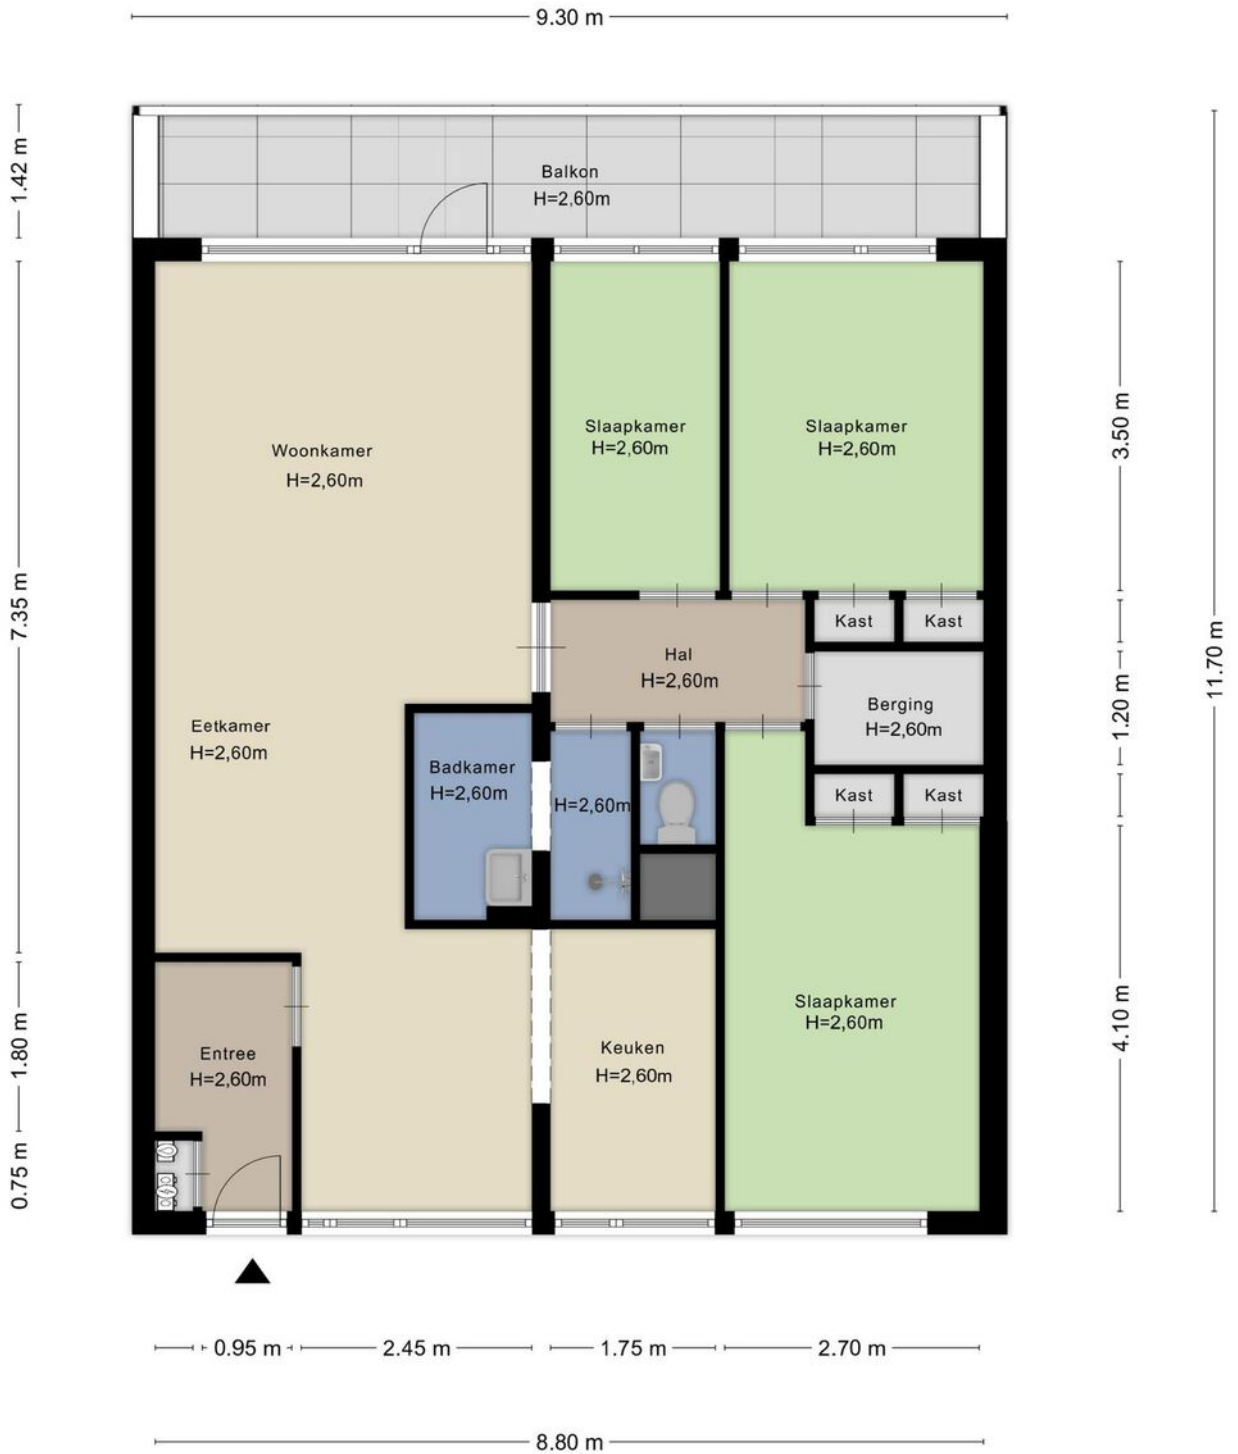 9.30 m
1.42 m
Balkon
H=2,60m
3.50 m
Slaapkamer
H=2,60m
Slaapkamer
H=2,60m
Woonkamer
H=2,60m
7.35 m
Kast
Kast
Hal
H=2,60m
11.70 m
Berging
H=2,60m
1.20 m
Eetkamer
H=2,60m
Badkamer
H=2,60m
H=2,60m
Kast
Kast
Slaapkamer
H=2,60m
4.10 m
Keuken
H=2,60m
Entree
H=2,60m
1.80 m
0.75 m
0.95 m
2.45 m
1.75 m
2.70 m
8.80 m